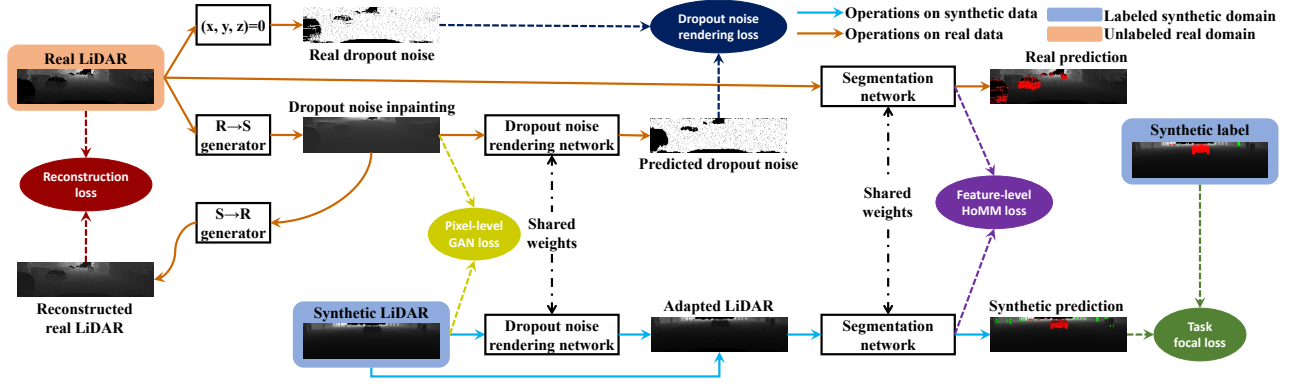 Real LiDAR
(x, y, z)=0
Real dropout noise
Dropout noise
rendering loss
Operations on synthetic data
Operations on real data
Labeled synthetic domain
Unlabeled real domain
R→S
generator
Dropout noise inpainting
Dropout noise
rendering network
Predicted dropout noise
Segmentation
network
Real prediction
Synthetic label
Reconstruction
loss
S→R
generator
Pixel-level
GAN loss
Shared
weights
Shared
weights
Feature-level
HoMM loss
Reconstructed
real LiDAR
Synthetic LiDAR
Dropout noise
rendering network
Adapted LiDAR
Segmentation
network
Synthetic prediction
Task
focal loss